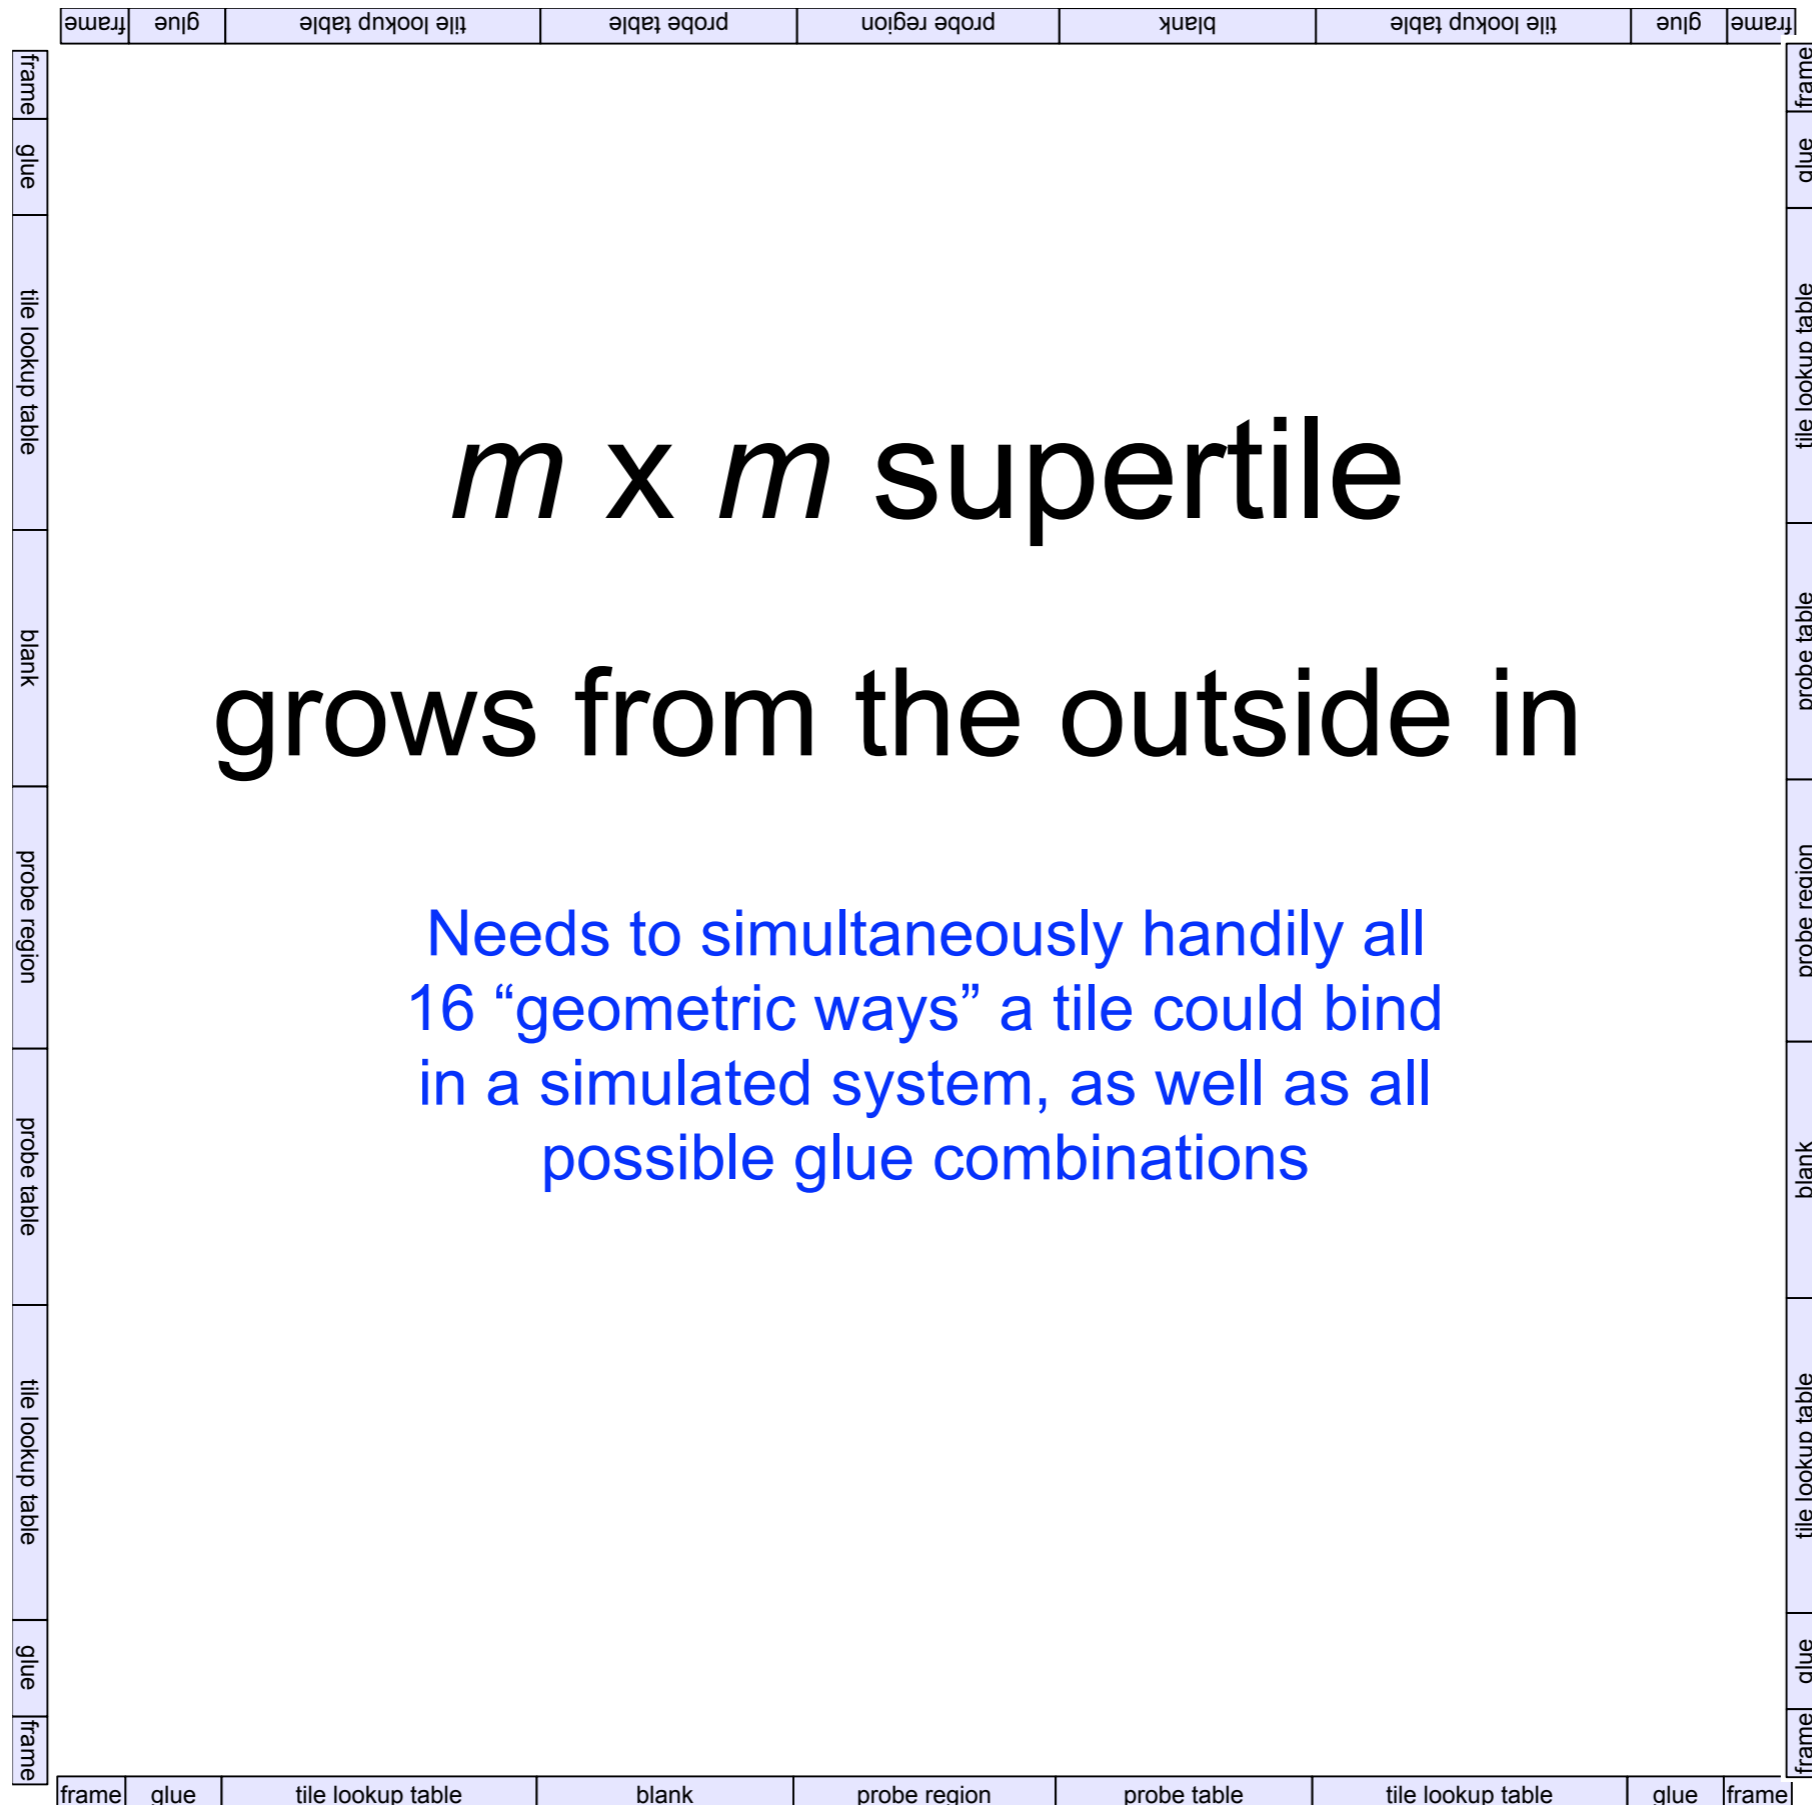 frame glue tile lookup table probe table probe region blank tile lookup table glue frame
frame
glue
tile lookup table
blank
probe region
probe table
tile lookup table
glue
frame
m x m supertile
grows from the outside in
Needs to simultaneously handily all
16 “geometric ways” a tile could bind
in a simulated system, as well as all
possible glue combinations
frame
glue
tile lookup table
probe table
probe region
blank
tile lookup table
glue
frame
frame glue tile lookup table blank probe region probe table tile lookup table glue frame